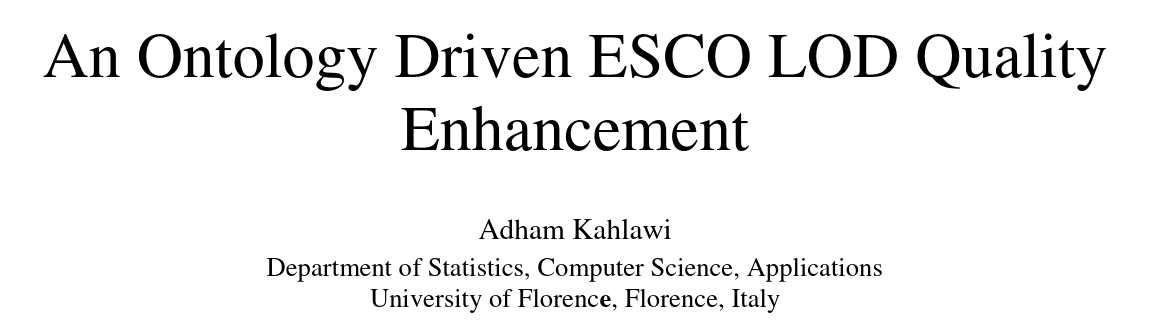 An Ontology Driven ESCO LOD Quality
Enhancement
Adham Kahlawi
Department of Statistics, Computer Science, Applications
University of Florence, Florence, Italy